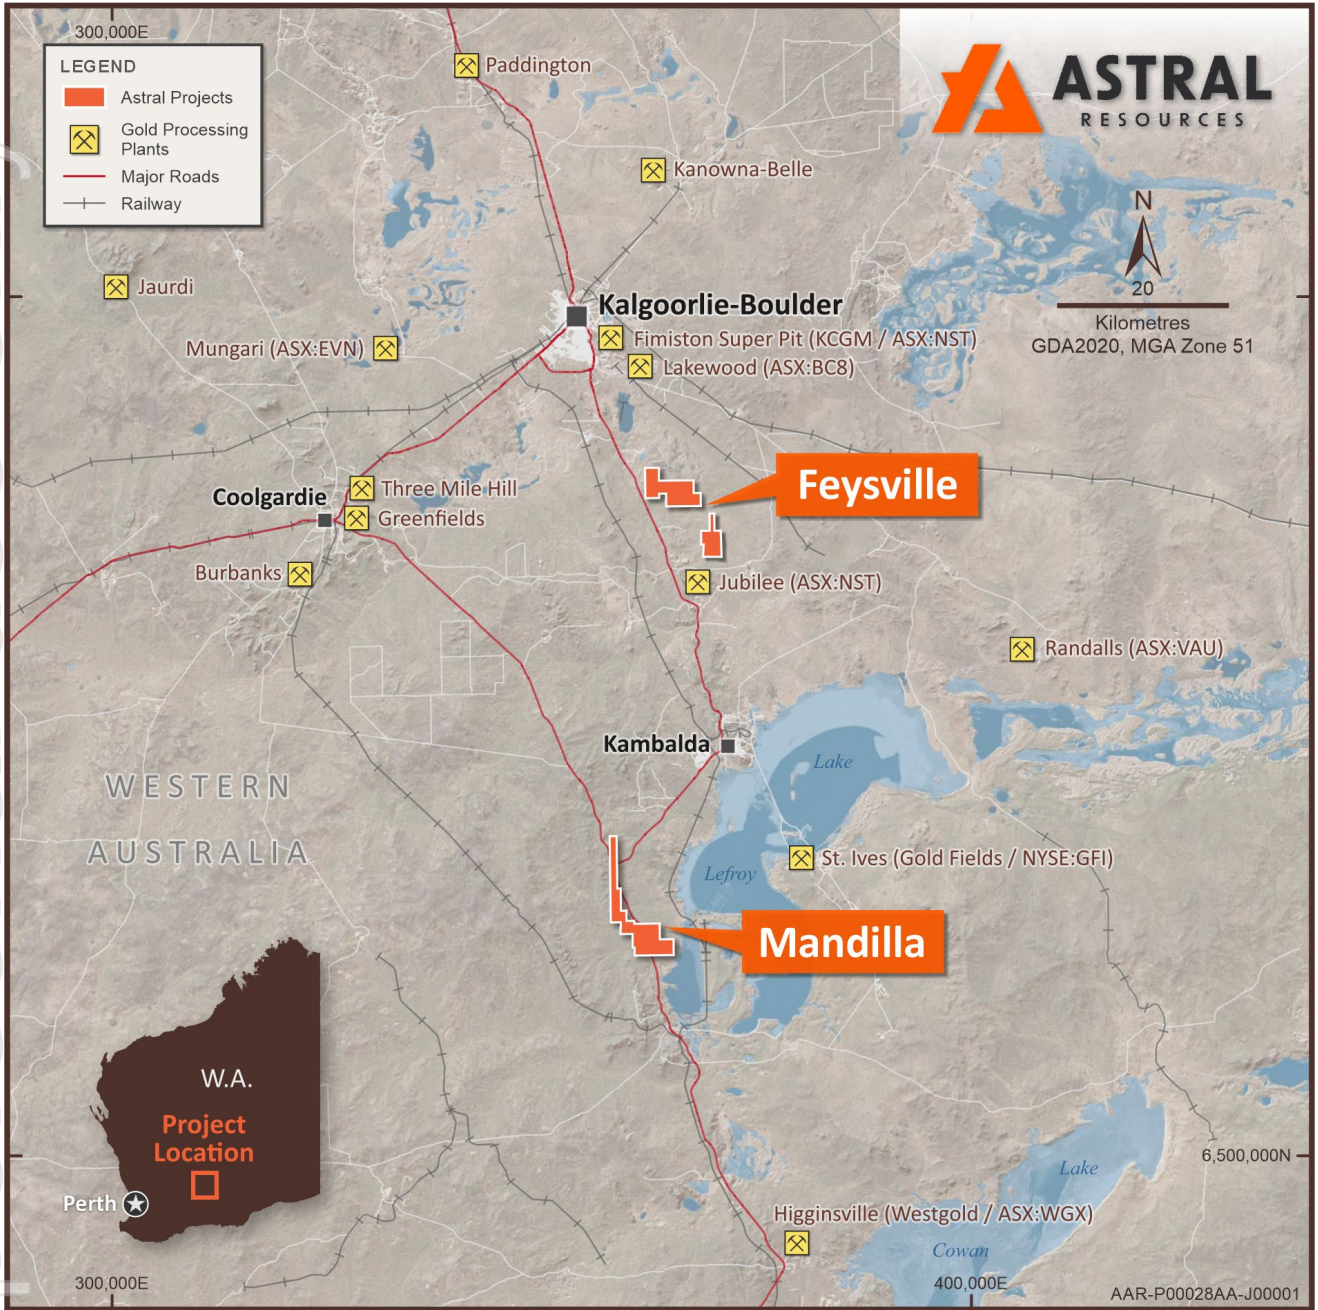 300,000E
LEGEND
Astral Projects
Gold Processing
Plants
Major Roads
Railway
ASTRAL
RESOURCES
Paddington
Kanowna-Belle
N
20
Kilometres
GDA2020, MGA Zone 51
Jaurdi
Kalgoorlie-Boulder
Mungari (ASX:EVN)
Fimiston Super Pit (KCGM / ASX:NST)
Lakewood (ASX:BC8)
Feysville
Coolgardie
Three Mile Hill
Greenfields
Burbanks
Jubilee (ASX:NST)
Randalls (ASX:VAU)
Kambalda
Lake
WESTERN
AUSTRALIA
St. Ives (Gold Fields / NYSE:GFI)
Lefroy
Mandilla
W.A.
Project
Location
Perth
6,500,000N
Lake
Higginsville (Westgold / ASX:WGX)
Cowan
300,000E
400,000E
AAR-P00028AA-J00001